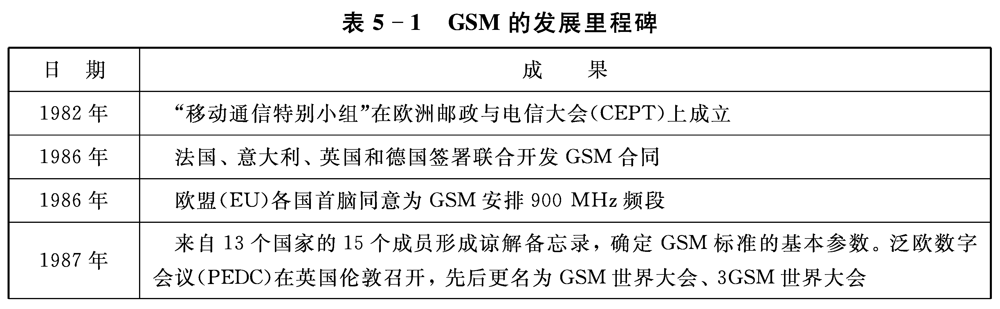 表 5-1 GSM 的发展里程碑
日 期 成 果
1982 年 “移动通信特别小组”在欧洲邮政与电信大会(CEPT)上成立
1986 年 法国、意大利、英国和德国签署联合开发 GSM 合同
1986 年 欧盟(EU)各国首脑同意为 GSM 安排 900 MHz 频段
1987 年 来自 13 个国家的 15 个成员形成谅解备忘录，确定 GSM 标准的基本参数。泛欧数字
会议(PEDC)在英国伦敦召开，先后更名为 GSM 世界大会、3GSM 世界大会